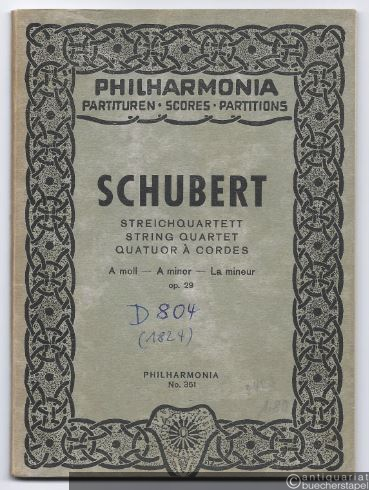 PHILHARMONIA
PARTITUREN · SCORES · PARTITIONS
SCHUBERT
STREICHQUARTETT
STRING QUARTET
QUATUOR À CORDES
A moll — A minor — La mineur
op. 29
D 804
(1824)
PHILHARMONIA
No. 351
antiquariat
buecherstapel